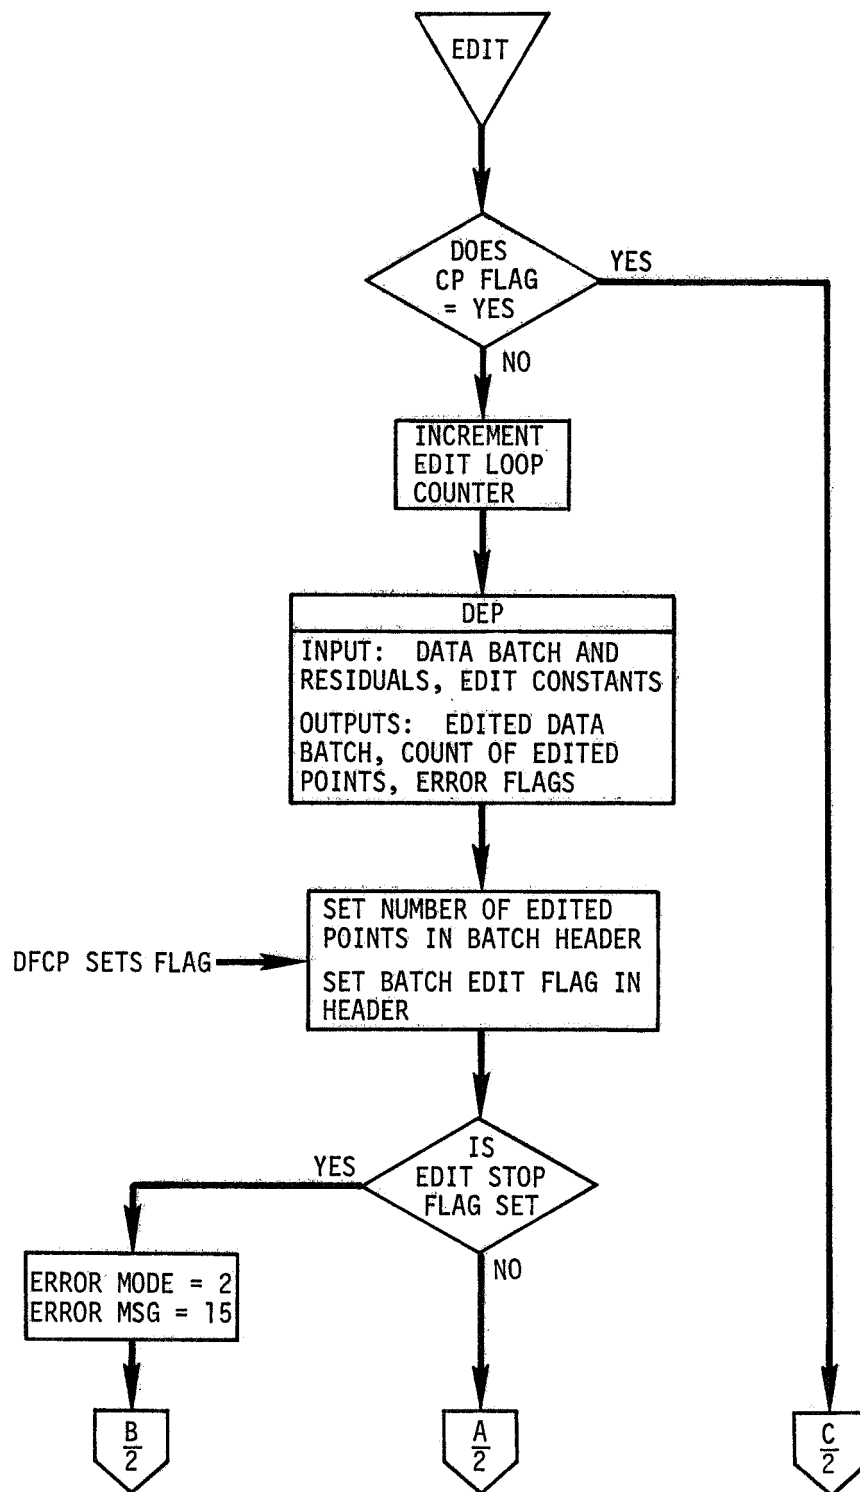 EDIT
DOES
CP FLAG
= YES
YES
NO
INCREMENT
EDIT LOOP
COUNTER
DEP
INPUT: DATA BATCH AND
RESIDUALS, EDIT CONSTANTS
OUTPUTS: EDITED DATA
BATCH, COUNT OF EDITED
POINTS, ERROR FLAGS
SET NUMBER OF EDITED
POINTS IN BATCH HEADER
DFCP SETS FLAG
SET BATCH EDIT FLAG IN
HEADER
IS
EDIT STOP
FLAG SET
YES
NO
ERROR MODE = 2
ERROR MSG = 15
B
2
A
2
C
2